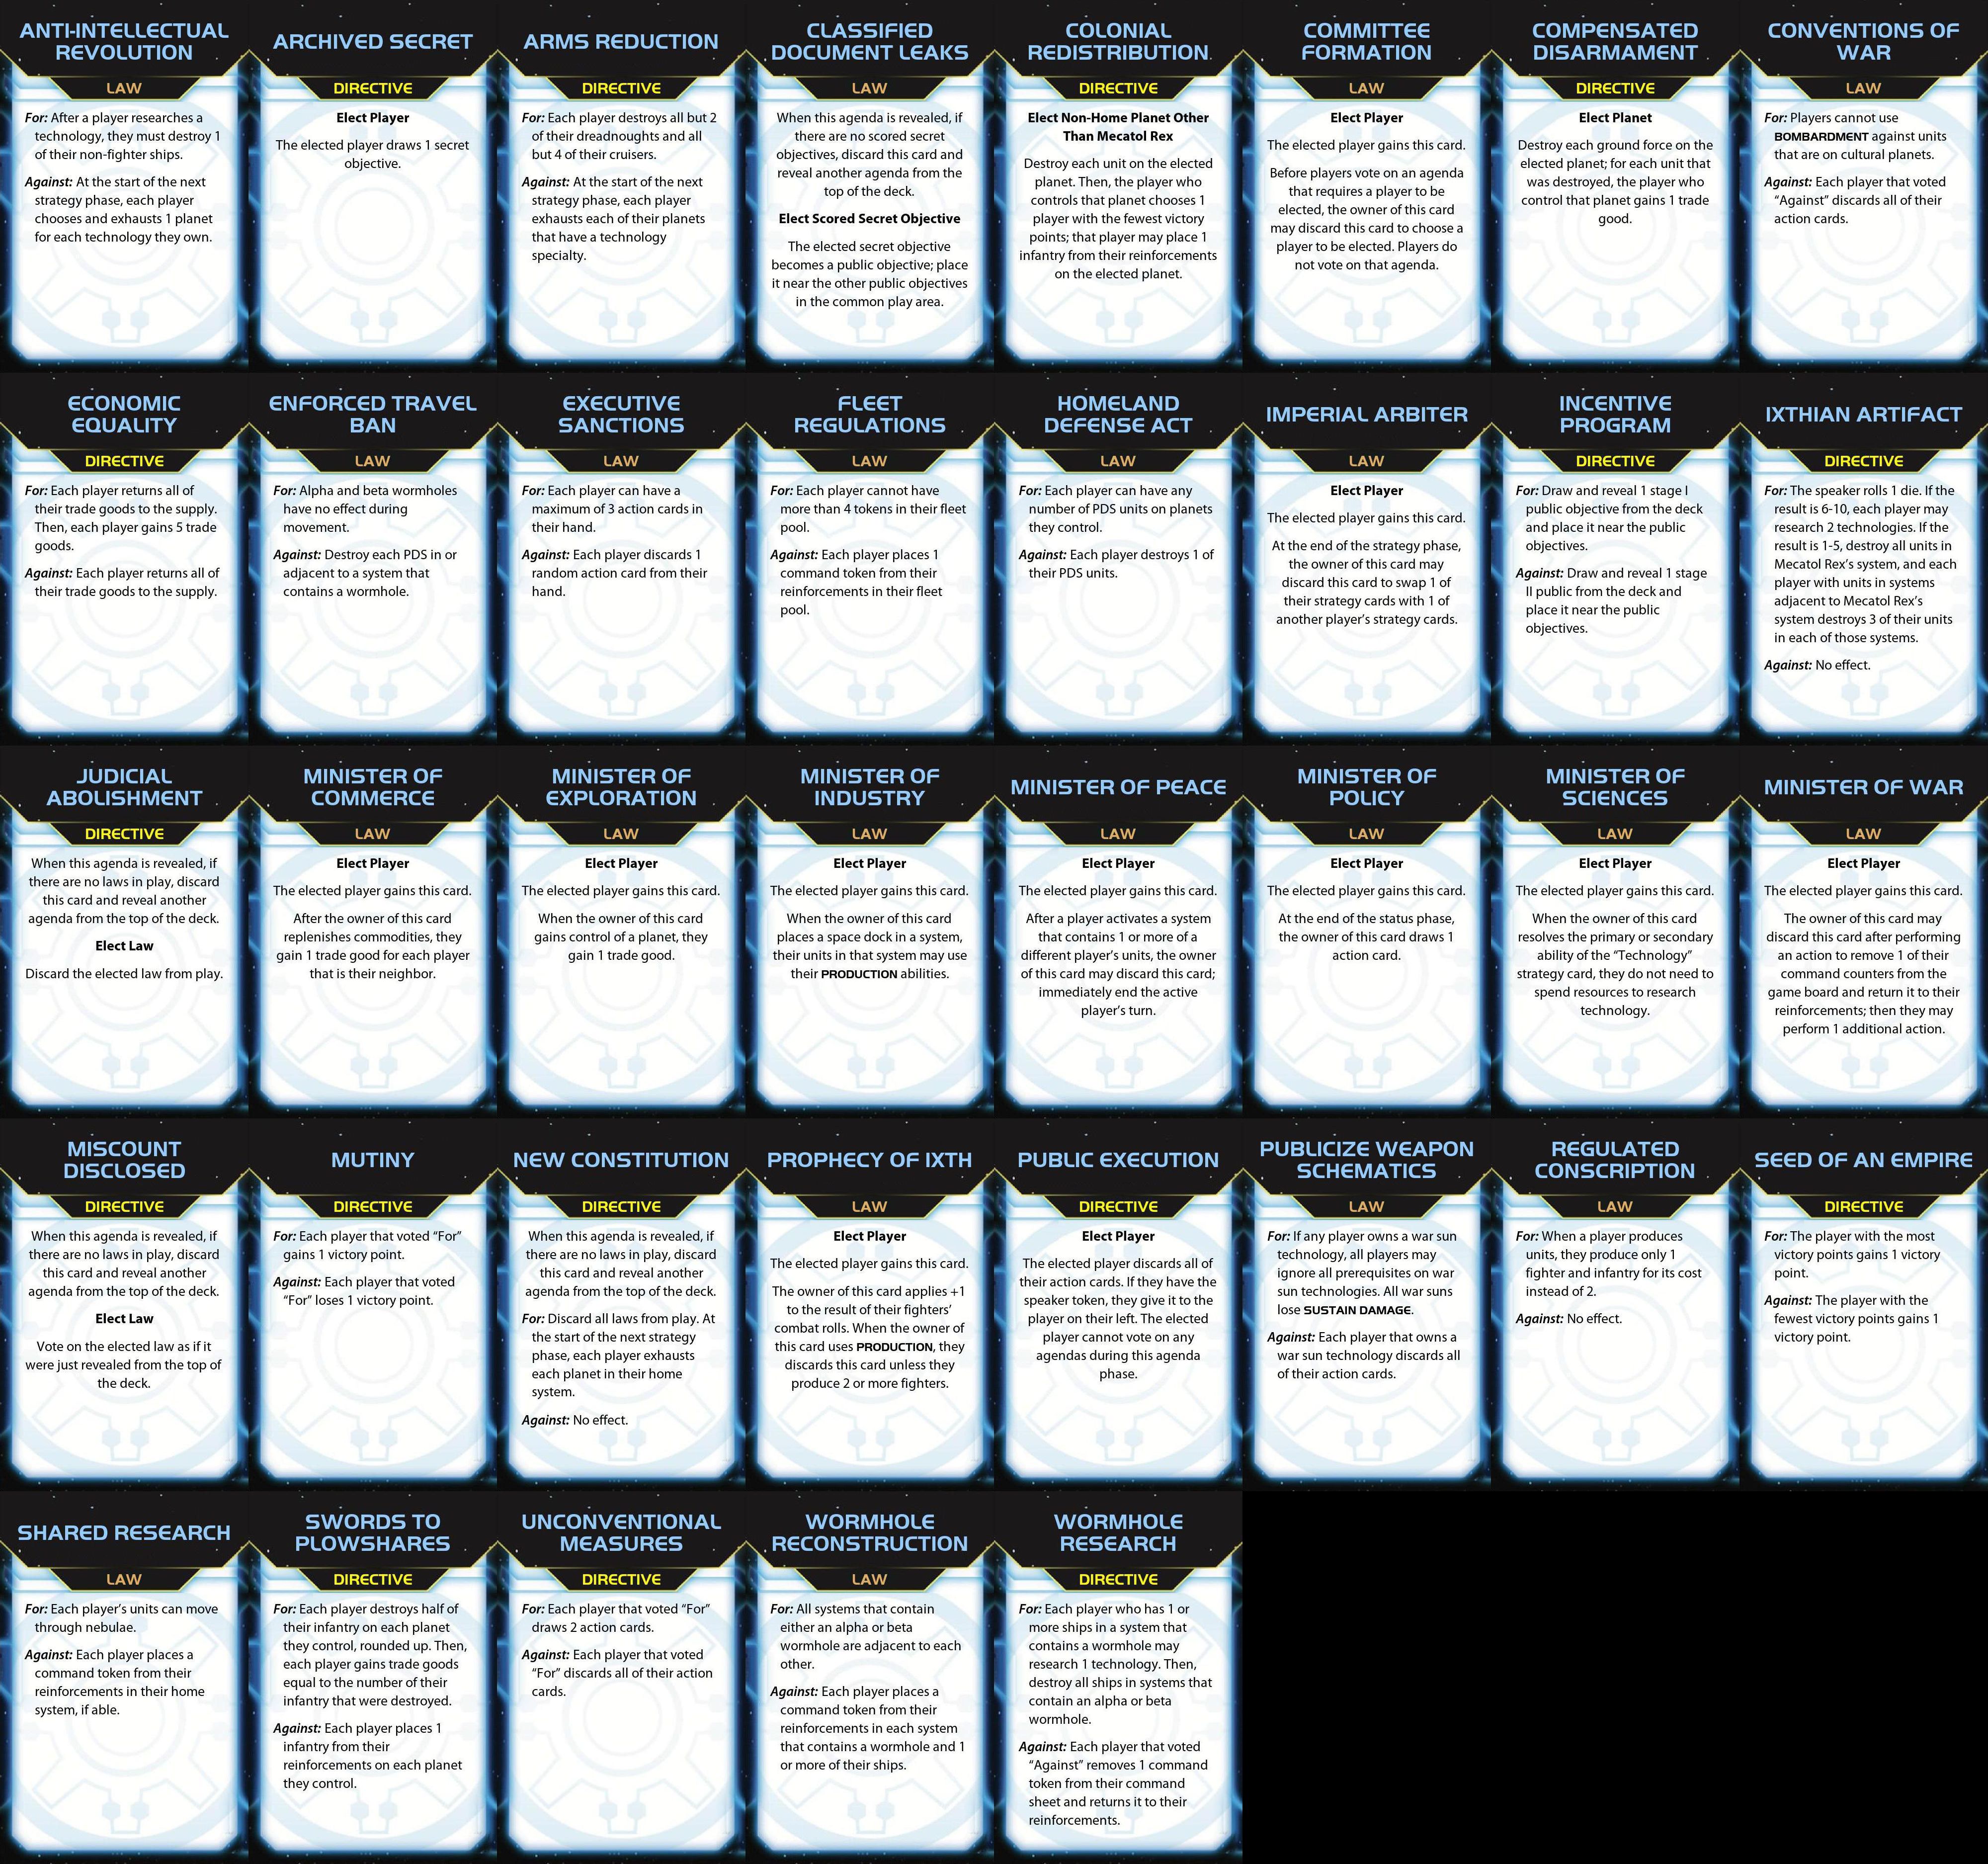 ANTI-INTELLECTUAL
REVOLUTION
LAW
For: After a player researches a
technology, they must destroy 1
of their non-fighter ships.
Against: At the start of the next
strategy phase, each player
chooses and exhausts 1 planet
for each technology they own.
ARCHIVED SECRET
DIRECTIVE
Elect Player
The elected player draws 1 secret
objective.
ARMS REDUCTION
DIRECTIVE
For: Each player destroys all but 2
of their dreadnoughts and all
but 4 of their cruisers.
Against: At the start of the next
strategy phase, each player
exhausts each of their planets
that have a technology
specialty.
CLASSIFIED
DOCUMENT LEAKS
LAW
When this agenda is revealed, if
there are no scored secret
objectives, discard this card and
reveal another agenda from the
top of the deck.
Elect Scored Secret Objective
The elected secret objective
becomes a public objective; place
it near the other public objectives
in the common play area.
COLONIAL
REDISTRIBUTION
DIRECTIVE
Elect Non-Home Planet Other
Than Mecatol Rex
Destroy each unit on the elected
planet. Then, the player who
controls that planet chooses 1
player with the fewest victory
points; that player may place 1
infantry from their reinforcements
on the elected planet.
COMMITTEE
FORMATION
LAW
Elect Player
The elected player gains this card.
Before players vote on an agenda
that requires a player to be
elected, the owner of this card
may discard this card to choose a
player to be elected. Players do
not vote on that agenda.
COMPENSATED
DISARMAMENT
DIRECTIVE
Elect Planet
Destroy each ground force on the
elected planet; for each unit that
was destroyed, the player who
control that planet gains 1 trade
good.
CONVENTIONS OF
WAR
LAW
For: Players cannot use
BOMBARDMENT against units
that are on cultural planets.
Against: Each player that voted
“Against” discards all of their
action cards.
ECONOMIC
EQUALITY
DIRECTIVE
For: Each player returns all of
their trade goods to the supply.
Then, each player gains 5 trade
goods.
Against: Each player returns all of
their trade goods to the supply.
ENFORCED TRAVEL
BAN
LAW
For: Alpha and beta wormholes
have no effect during
movement.
Against: Destroy each PDS in or
adjacent to a system that
contains a wormhole.
EXECUTIVE
SANCTIONS
LAW
For: Each player can have a
maximum of 3 action cards in
their hand.
Against: Each player discards 1
random action card from their
hand.
FLEET
REGULATIONS
LAW
For: Each player cannot have
more than 4 tokens in their fleet
pool.
Against: Each player places 1
command token from their
reinforcements in their fleet
pool.
HOMELAND
DEFENSE ACT
LAW
For: Each player can have any
number of PDS units on planets
they control.
Against: Each player destroys 1 of
their PDS units.
IMPERIAL ARBITER
LAW
Elect Player
The elected player gains this card.
At the end of the strategy phase,
the owner of this card may
discard this card to swap 1 of
their strategy cards with 1 of
another player’s strategy cards.
INCENTIVE
PROGRAM
DIRECTIVE
For: Draw and reveal 1 stage I
public objective from the deck
and place it near the public
objectives.
Against: Draw and reveal 1 stage
II public from the deck and
place it near the public
objectives.
IXTHIAN ARTIFACT
DIRECTIVE
For: The speaker rolls 1 die. If the
result is 6-10, each player may
research 2 technologies. If the
result is 1-5, destroy all units in
Mecatol Rex’s system, and each
player with units in systems
adjacent to Mecatol Rex’s
system destroys 3 of their units
in each of those systems.
Against: No effect.
JUDICIAL
ABOLISHMENT
DIRECTIVE
When this agenda is revealed, if
there are no laws in play, discard
this card and reveal another
agenda from the top of the deck.
Elect Law
Discard the elected law from play.
MINISTER OF
COMMERCE
LAW
Elect Player
The elected player gains this card.
After the owner of this card
replenishes commodities, they
gain 1 trade good for each player
that is their neighbor.
MINISTER OF
EXPLORATION
LAW
Elect Player
The elected player gains this card.
When the owner of this card
gains control of a planet, they
gain 1 trade good.
MINISTER OF
INDUSTRY
LAW
Elect Player
The elected player gains this card.
When the owner of this card
places a space dock in a system,
their units in that system may use
their PRODUCTION abilities.
MINISTER OF PEACE
LAW
Elect Player
The elected player gains this card.
After a player activates a system
that contains 1 or more of a
different player’s units, the owner
of this card may discard this card;
immediately end the active
player’s turn.
MINISTER OF
POLICY
LAW
Elect Player
The elected player gains this card.
At the end of the status phase,
the owner of this card draws 1
action card.
MINISTER OF
SCIENCES
LAW
Elect Player
The elected player gains this card.
When the owner of this card
resolves the primary or secondary
ability of the “Technology”
strategy card, they do not need to
spend resources to research
technology.
MINISTER OF WAR
LAW
Elect Player
The elected player gains this card.
The owner of this card may
discard this card after performing
an action to remove 1 of their
command counters from the
game board and return it to their
reinforcements; then they may
perform 1 additional action.
MISCOUNT
DISCLOSED
DIRECTIVE
When this agenda is revealed, if
there are no laws in play, discard
this card and reveal another
agenda from the top of the deck.
Elect Law
Vote on the elected law as if it
were just revealed from the top of
the deck.
MUTINY
DIRECTIVE
For: Each player that voted “For”
gains 1 victory point.
Against: Each player that voted
“For” loses 1 victory point.
NEW CONSTITUTION
DIRECTIVE
When this agenda is revealed, if
there are no laws in play, discard
this card and reveal another
agenda from the top of the deck.
For: Discard all laws from play. At
the start of the next strategy
phase, each player exhausts
each planet in their home
system.
Against: No effect.
PROPHECY OF IXTH
LAW
Elect Player
The elected player gains this card.
The owner of this card applies +1
to the result of their fighters’
combat rolls. When the owner of
this card uses PRODUCTION, they
discards this card unless they
produce 2 or more fighters.
PUBLIC EXECUTION
DIRECTIVE
Elect Player
The elected player discards all of
their action cards. If they have the
speaker token, they give it to the
player on their left. The elected
player cannot vote on any
agendas during this agenda
phase.
PUBLICIZE WEAPON
SCHEMATICS
LAW
For: If any player owns a war sun
technology, all players may
ignore all prerequisites on war
sun technologies. All war suns
lose SUSTAIN DAMAGE.
Against: Each player that owns a
war sun technology discards all
of their action cards.
REGULATED
CONSCRIPTION
LAW
For: When a player produces
units, they produce only 1
fighter and infantry for its cost
instead of 2.
Against: No effect.
SEED OF AN EMPIRE
DIRECTIVE
For: The player with the most
victory points gains 1 victory
point.
Against: The player with the
fewest victory points gains 1
victory point.
SHARED RESEARCH
LAW
For: Each player’s units can move
through nebulae.
Against: Each player places a
command token from their
reinforcements in their home
system, if able.
SWORDS TO
PLOWSHARES
DIRECTIVE
For: Each player destroys half of
their infantry on each planet
they control, rounded up. Then,
each player gains trade goods
equal to the number of their
infantry that were destroyed.
Against: Each player places 1
infantry from their
reinforcements on each planet
they control.
UNCONVENTIONAL
MEASURES
DIRECTIVE
For: Each player that voted “For”
draws 2 action cards.
Against: Each player that voted
“For” discards all of their action
cards.
WORMHOLE
RECONSTRUCTION
LAW
For: All systems that contain
either an alpha or beta
wormhole are adjacent to each
other.
Against: Each player places a
command token from their
reinforcements in each system
that contains a wormhole and 1
or more of their ships.
WORMHOLE
RESEARCH
DIRECTIVE
For: Each player who has 1 or
more ships in a system that
contains a wormhole may
research 1 technology. Then,
destroy all ships in systems that
contain an alpha or beta
wormhole.
Against: Each player that voted
“Against” removes 1 command
token from their command
sheet and returns it to their
reinforcements.